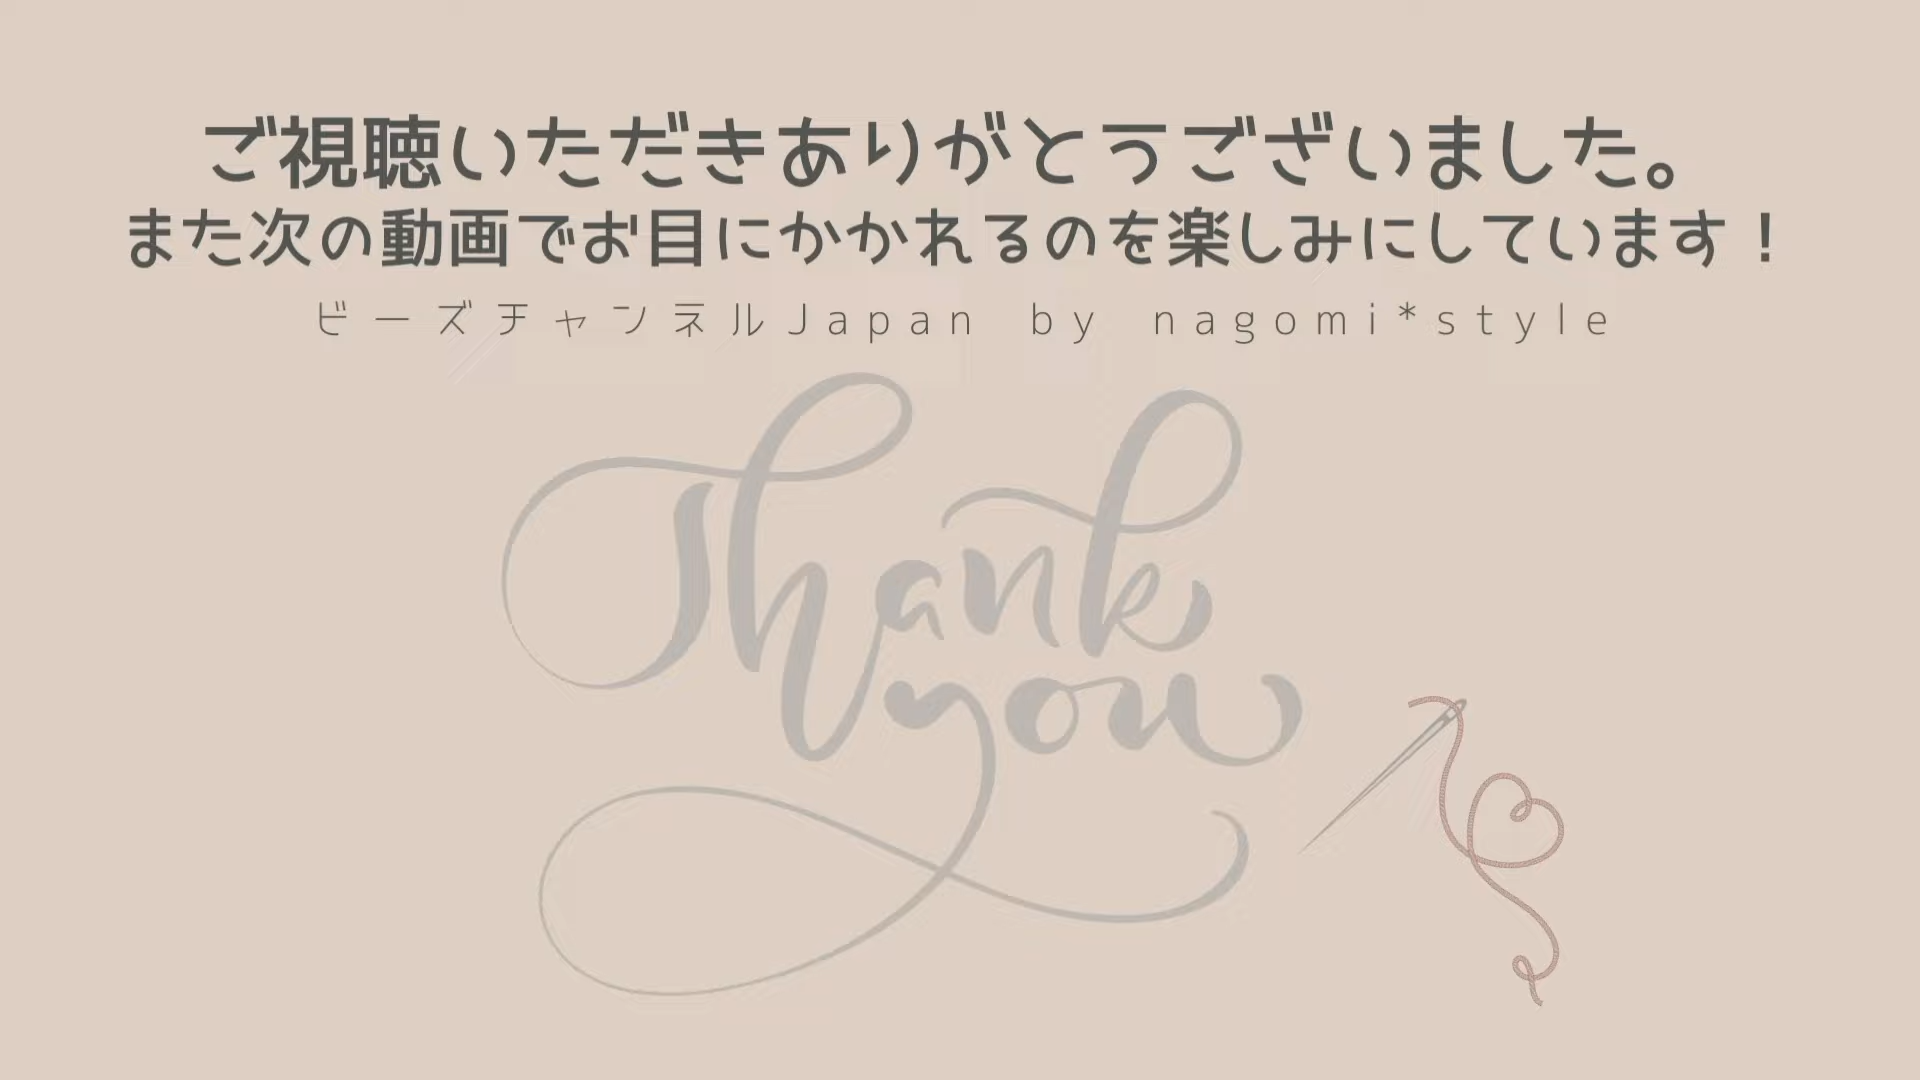 ご視聴いただきありがとうございました。
また次の動画でお目にかかれるのを楽しみにしています！
ビーズチャンネルJapan by nagomi*style
Thank
you